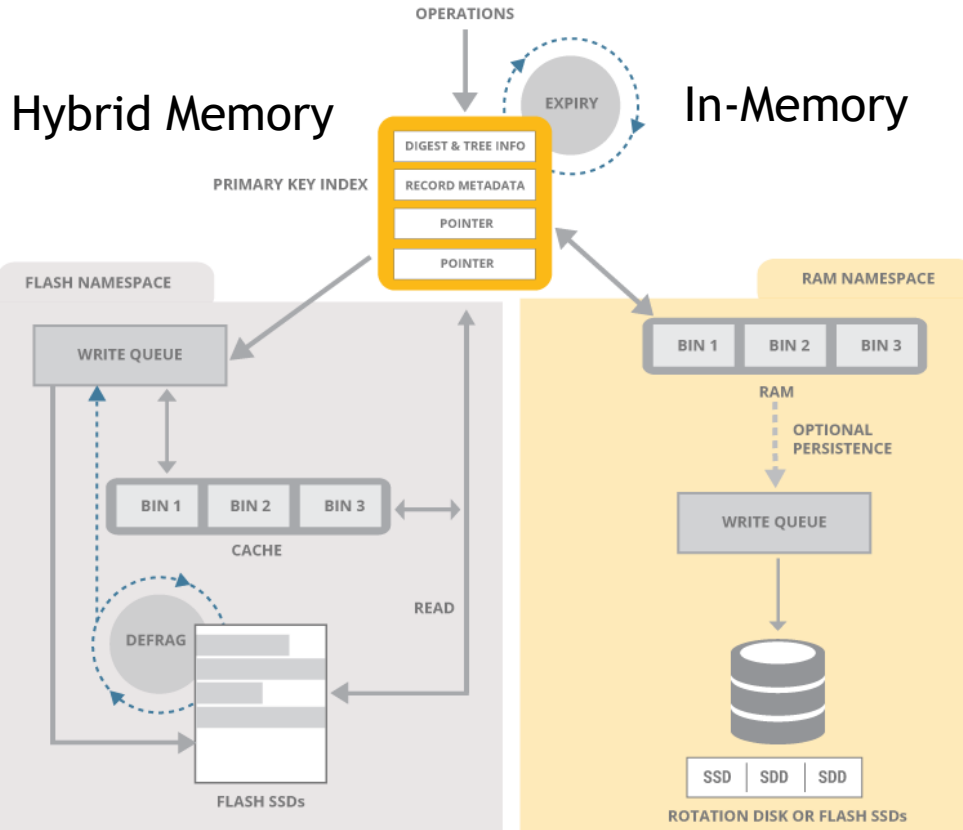 OPERATIONS
Hybrid Memory
EXPIRY
In-Memory
DIGEST & TREE INFO
PRIMARY KEY INDEX
RECORD METADATA
POINTER
POINTER
FLASH NAMESPACE
WRITE QUEUE
BIN 1
BIN 2
BIN 3
CACHE
READ
DEFRAG
FLASH SSDs
RAM NAMESPACE
BIN 1
BIN 2
BIN 3
RAM
OPTIONAL
PERSISTENCE
WRITE QUEUE
SSD
SDD
SDD
ROTATION DISK OR FLASH SSDs